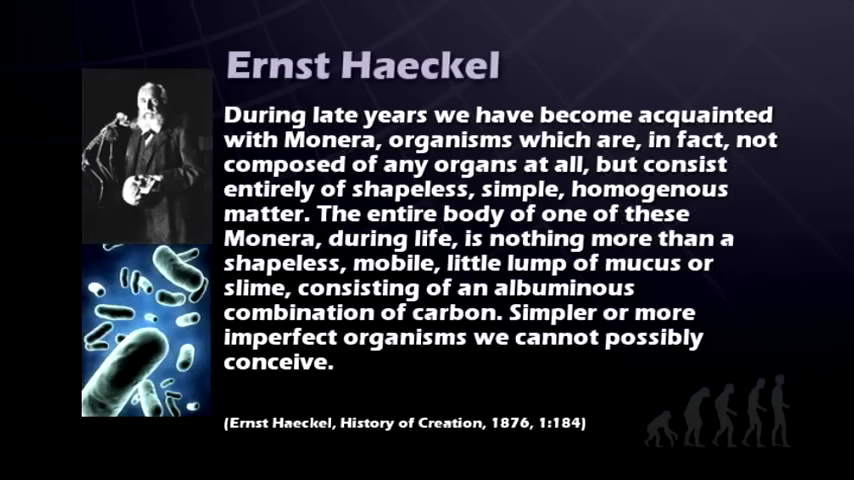 Ernst Haeckel
During late years we have become acquainted
with Monera, organisms which are, in fact, not
composed of any organs at all, but consist
entirely of shapeless, simple, homogenous
matter. The entire body of one of these
Monera, during life, is nothing more than a
shapeless, mobile, little lump of mucus or
slime, consisting of an albuminous
combination of carbon. Simpler or more
imperfect organisms we cannot possibly
conceive.
(Ernst Haeckel, History of Creation, 1876, 1:184)